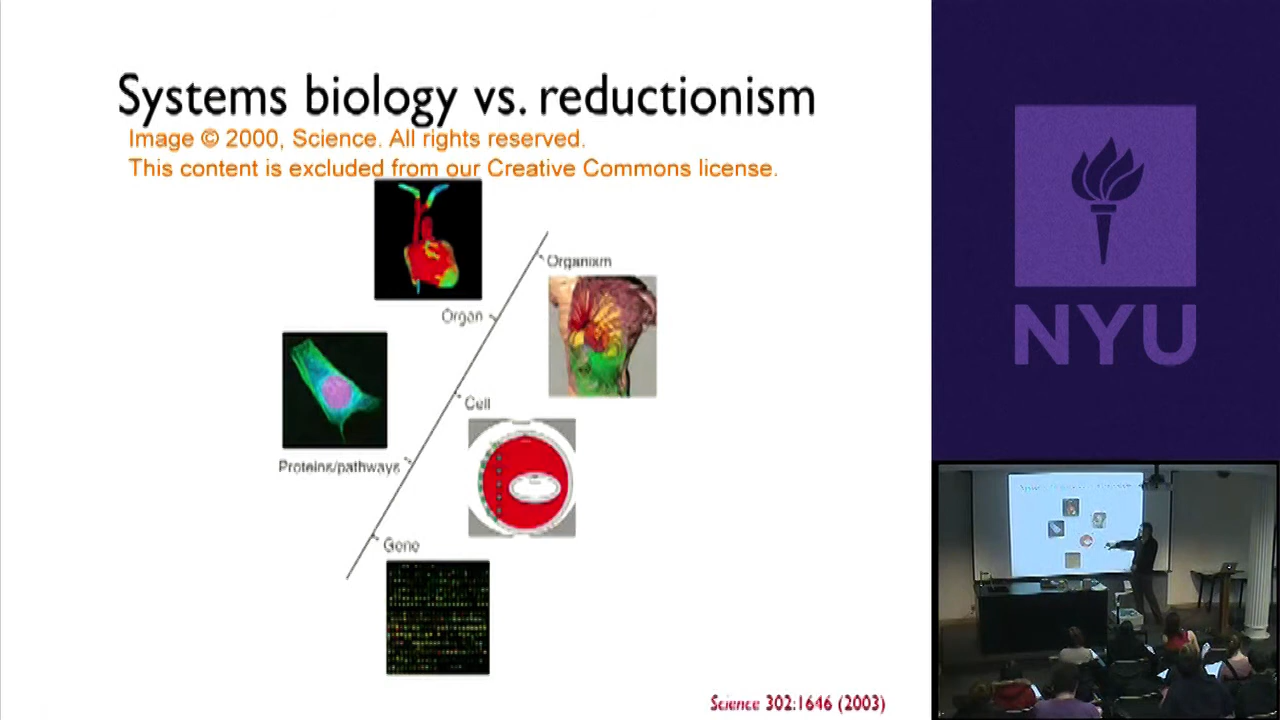 Systems biology vs. reductionism
Image © 2000, Science. All rights reserved.
This content is excluded from our Creative Commons license.
Organism
Organ
Cell
Proteins/pathways
Gene
Science 302:1646 (2003)
NYU